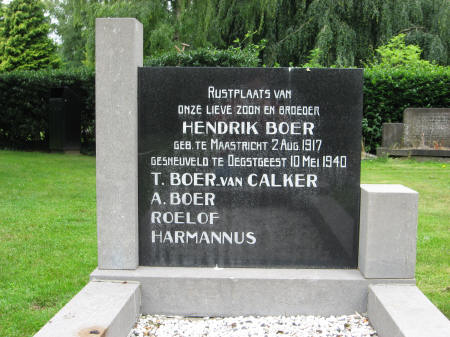 RUSTPLAATS VAN
ONZE LIEVE ZOON EN BROEDER
HENDRIK BOER
GEB. TE MAASTRICHT 2 AUG. 1917
GESNEUVELD TE OEGSTGEEST 10 MEI 1940
T. BOER-VAN CALKER
A. BOER
ROELOF
HARMANNUS